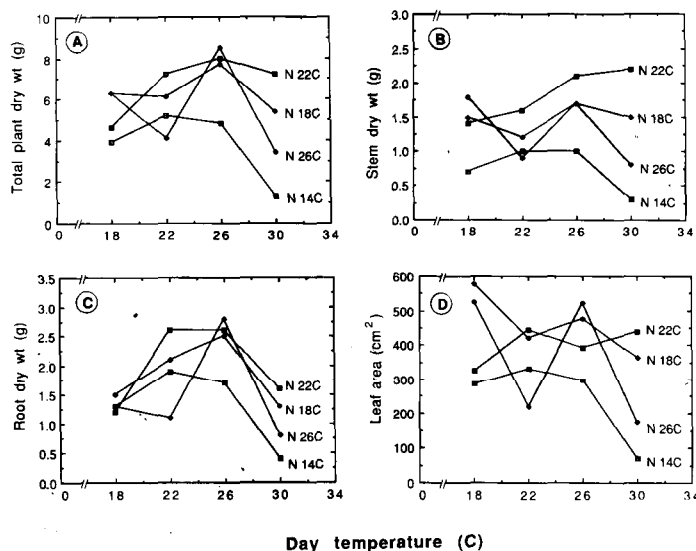 A
Total plant dry wt (g)
10
8
6
4
2
0
N 22C
N 18C
N 26C
N 14C
0 18 22 26 30 34
B
Stem dry wt (g)
3.0
2.5
2.0
1.5
1.0
0.5
0.0
N 22C
N 18C
N 26C
N 14C
0 18 22 26 30 34
C
Root dry wt (g)
3.5
3.0
2.5
2.0
1.5
1.0
0.5
0.0
N 22C
N 18C
N 26C
N 14C
0 18 22 26 30 34
D
Leaf area (cm²)
600
500
400
300
200
100
0
N 22C
N 18C
N 26C
N 14C
0 18 22 26 30 34
Day temperature (C)